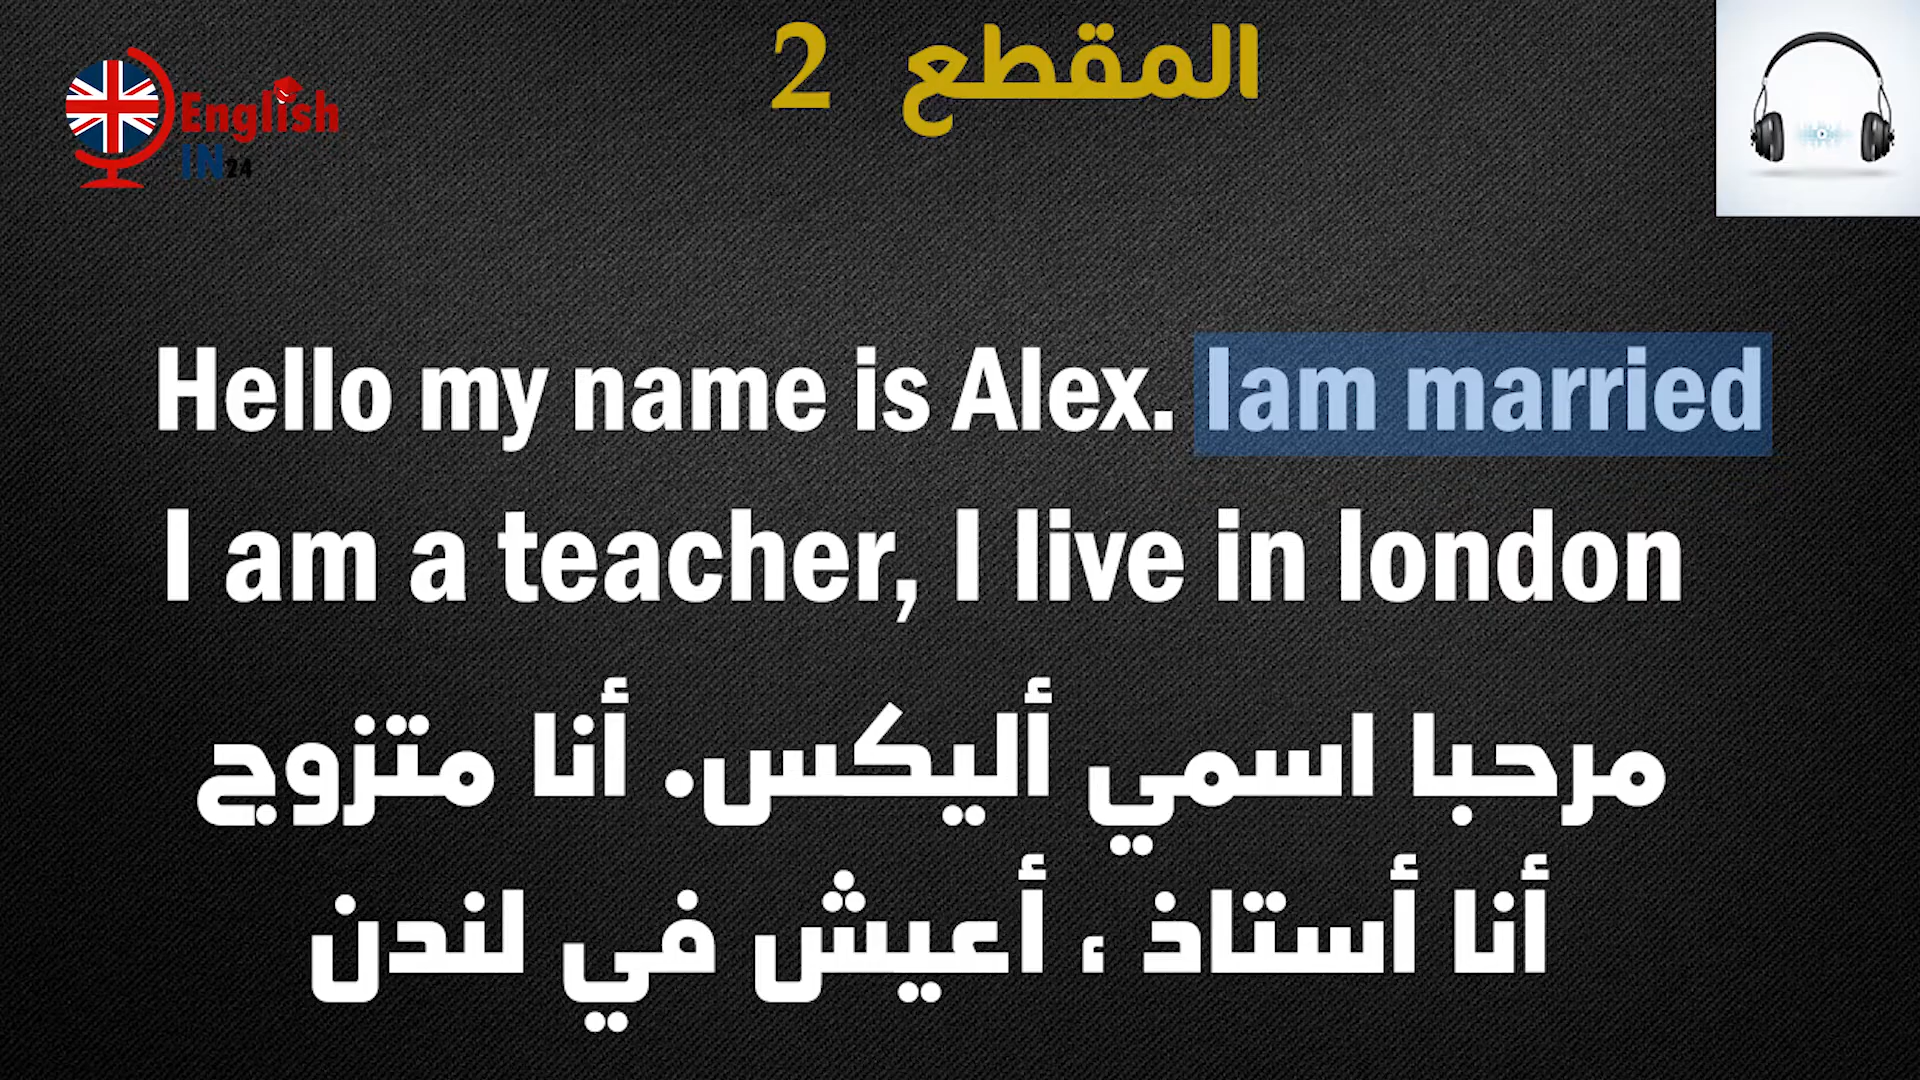 المقطع 2
English
IN24
Hello my name is Alex. Iam married
I am a teacher, I live in london
مرحبا اسمي أليكس. أنا متزوج
أنا أستاذ ، أعيش في لندن